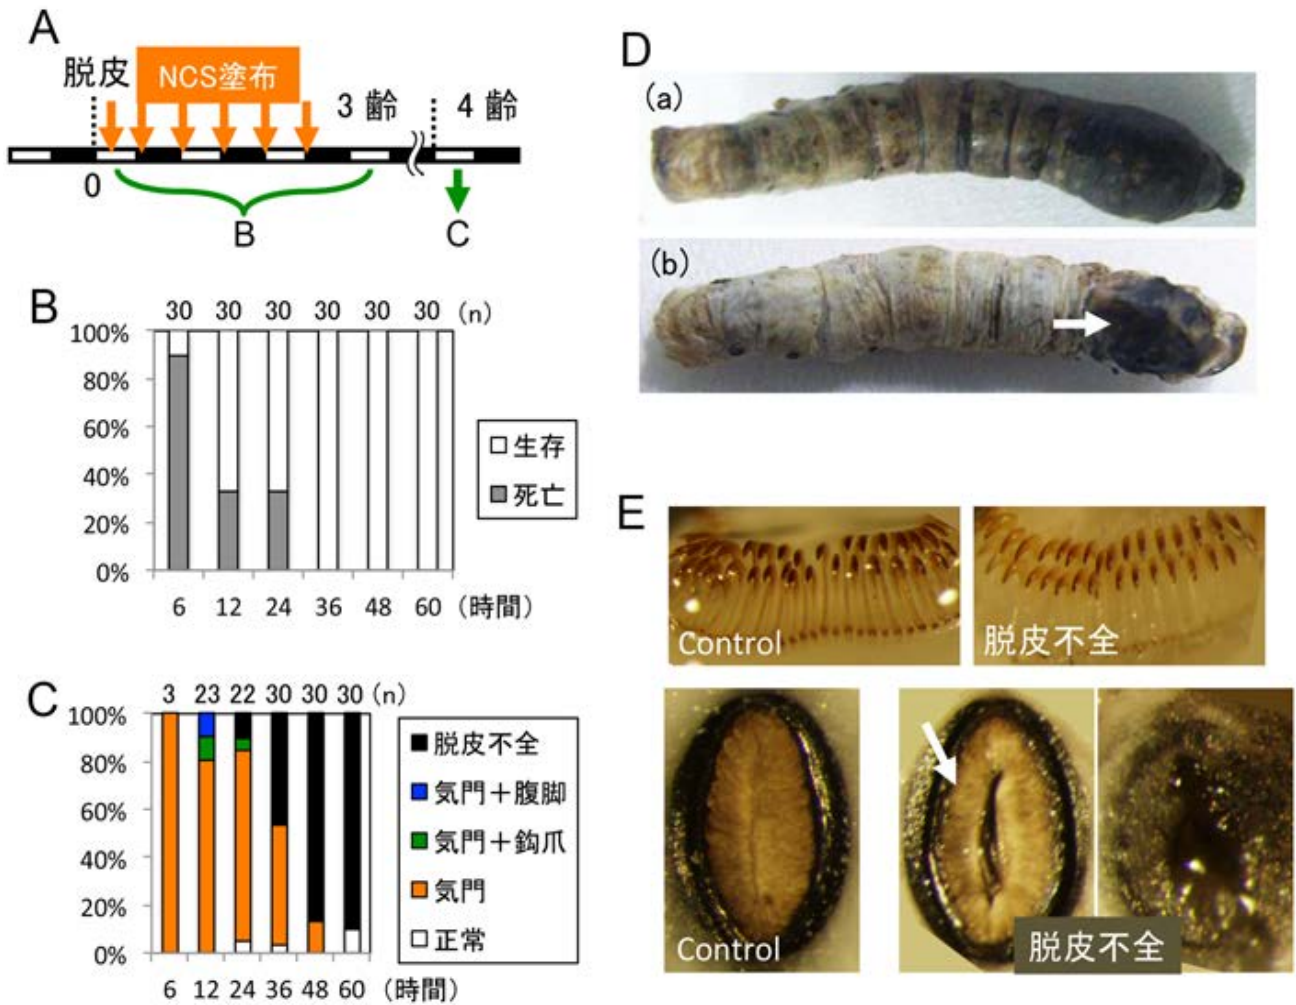 A
脱皮
NCS塗布
3 齢
4 齢
0
B
C
B
30 30 30 30 30 30 (n)
100%
80%
60%
40%
20%
0%
6 12 24 36 48 60 (時間)
生存
死亡
C
3 23 22 30 30 30 (n)
100%
80%
60%
40%
20%
0%
6 12 24 36 48 60 (時間)
脱皮不全
気門+腹脚
気門+鈎爪
気門
正常
D
(a)
(b)
E
Control
脱皮不全
Control
脱皮不全